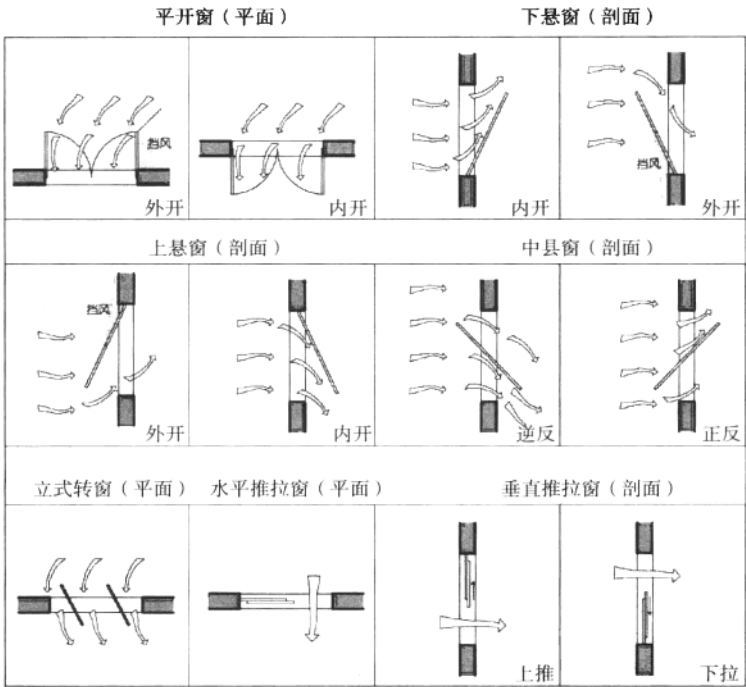 平开窗（平面） 下悬窗（剖面）
挡风 挡风
外开 内开 内开 外开
上悬窗（剖面） 中县窗（剖面）
挡风
外开 内开 逆反 正反
立式转窗（平面） 水平推拉窗（平面） 垂直推拉窗（剖面）
上推 下拉